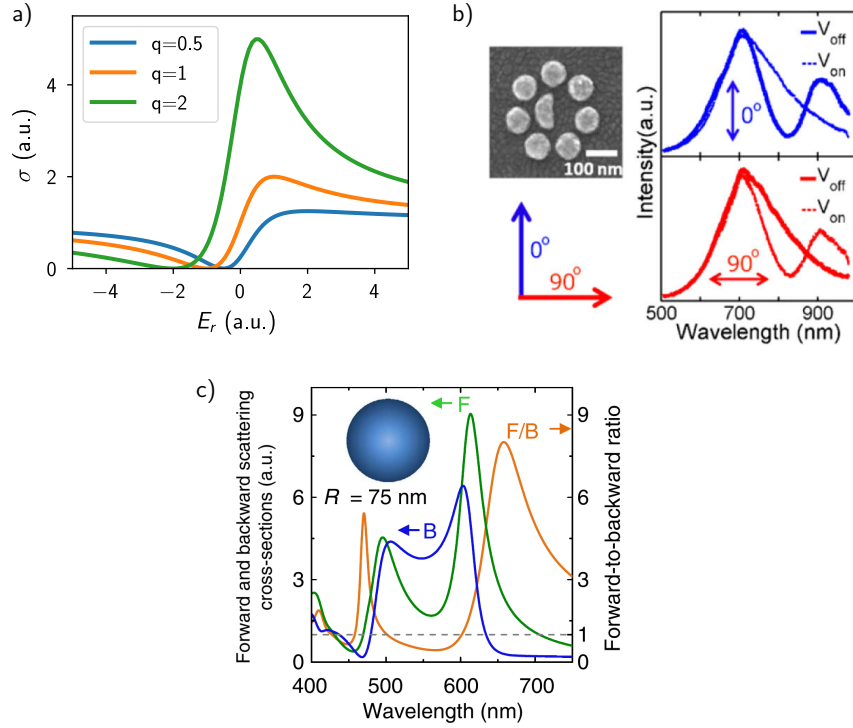 a)
q=0.5
q=1
q=2
σ (a.u.)
4
2
0
−4 −2 0 2 4
E_r (a.u.)
b)
100 nm
0°
90°
Intensity(a.u.)
V_off
V_on
0°
V_off
V_on
90°
500 700 900
Wavelength (nm)
c)
Forward and backward scattering
cross-sections (a.u.)
9
6
3
0
F
F/B
R = 75 nm
B
9
6
3
1
0
Forward-to-backward ratio
400 500 600 700
Wavelength (nm)